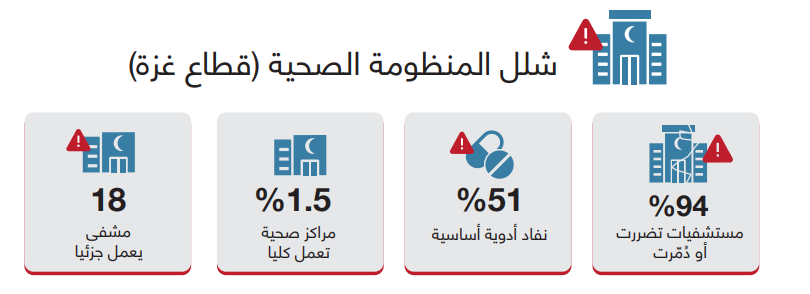 شلل المنظومة الصحية (قطاع غزة)
%94
مستشفيات تضررت
أو دُمّرت
%51
نفاد أدوية أساسية
%1.5
مراكز صحية
تعمل كليا
18
مشفى
يعمل جزئيا